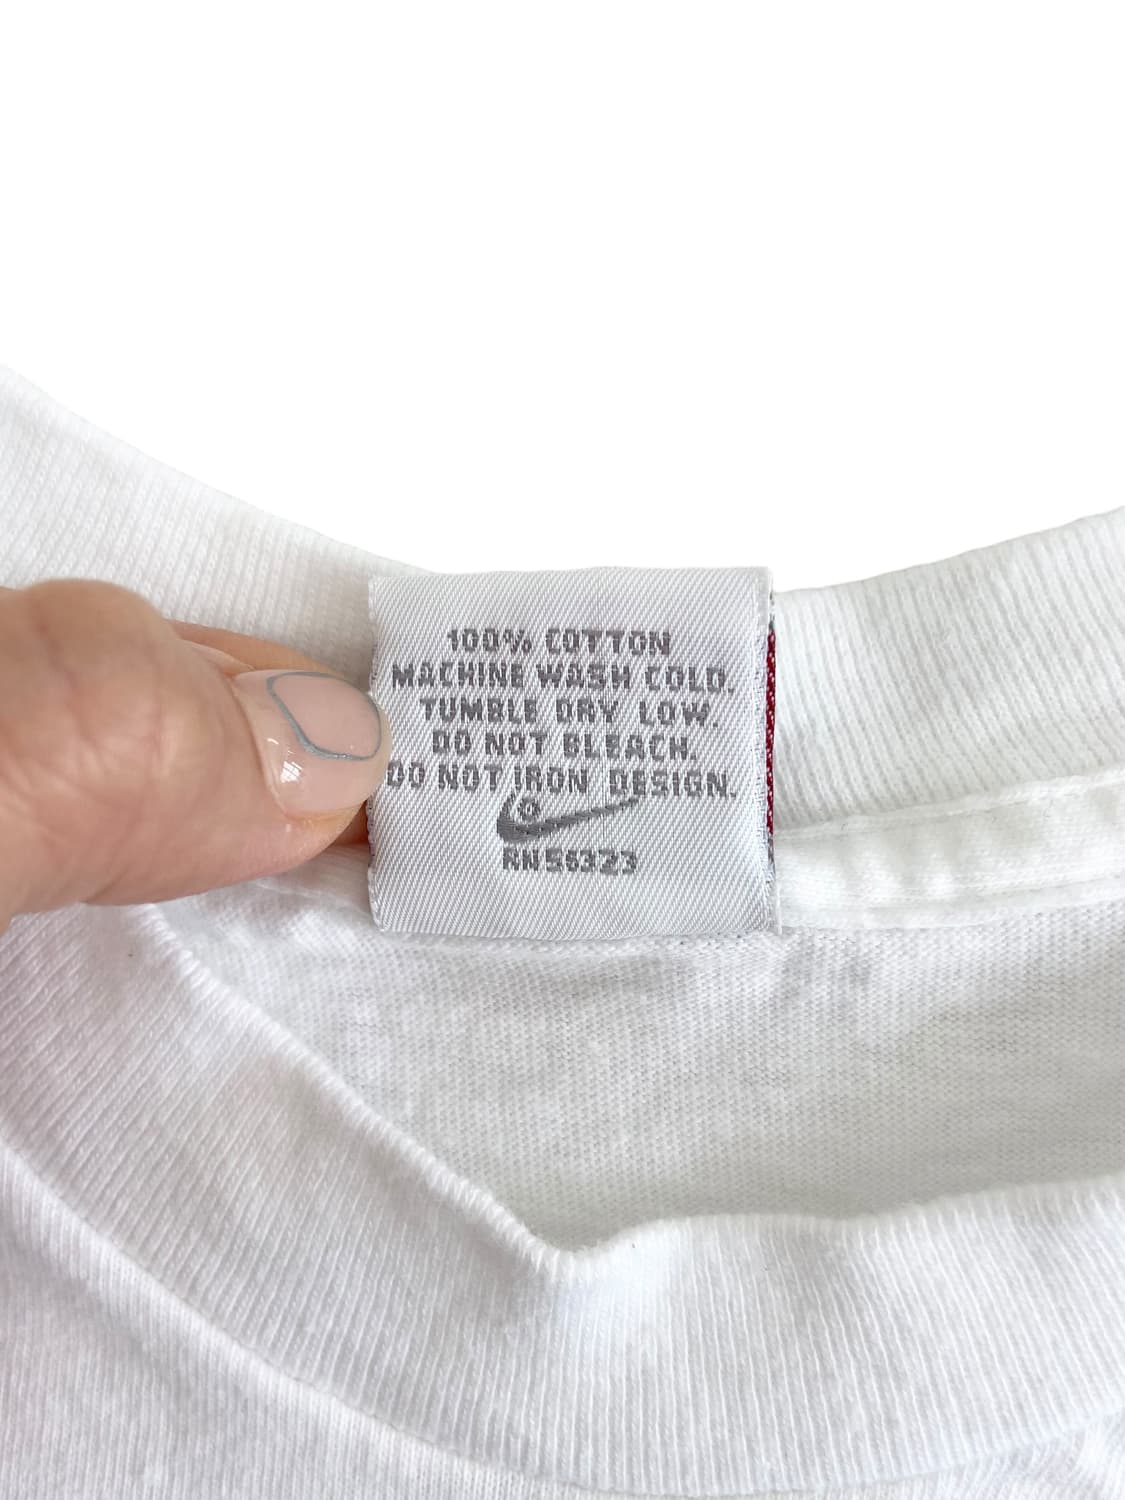 100% COTTON
MACHINE WASH COLD.
TUMBLE DRY LOW.
DO NOT BLEACH.
DO NOT IRON DESIGN.
®
RN56323